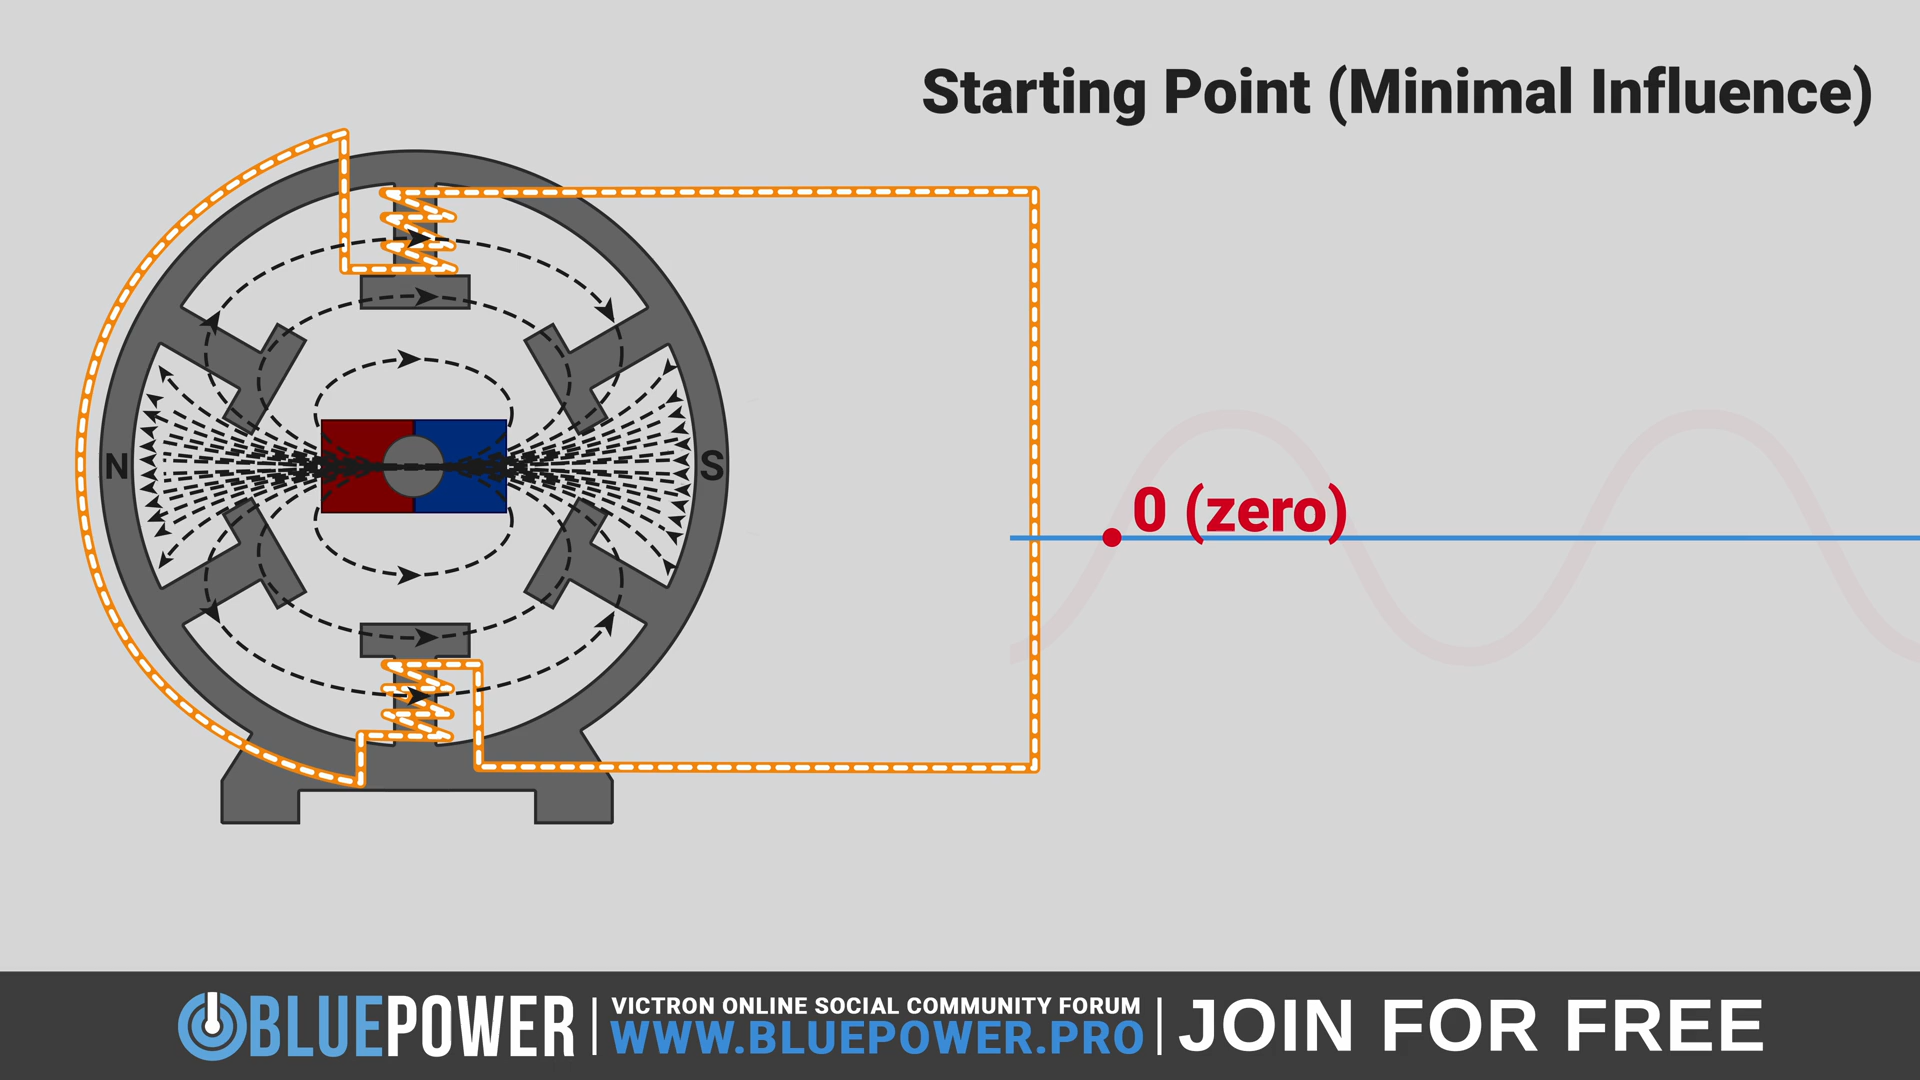 Starting Point (Minimal Influence)
N
S
0 (zero)
BLUEPOWER
VICTRON ONLINE SOCIAL COMMUNITY FORUM
WWW.BLUEPOWER.PRO
JOIN FOR FREE